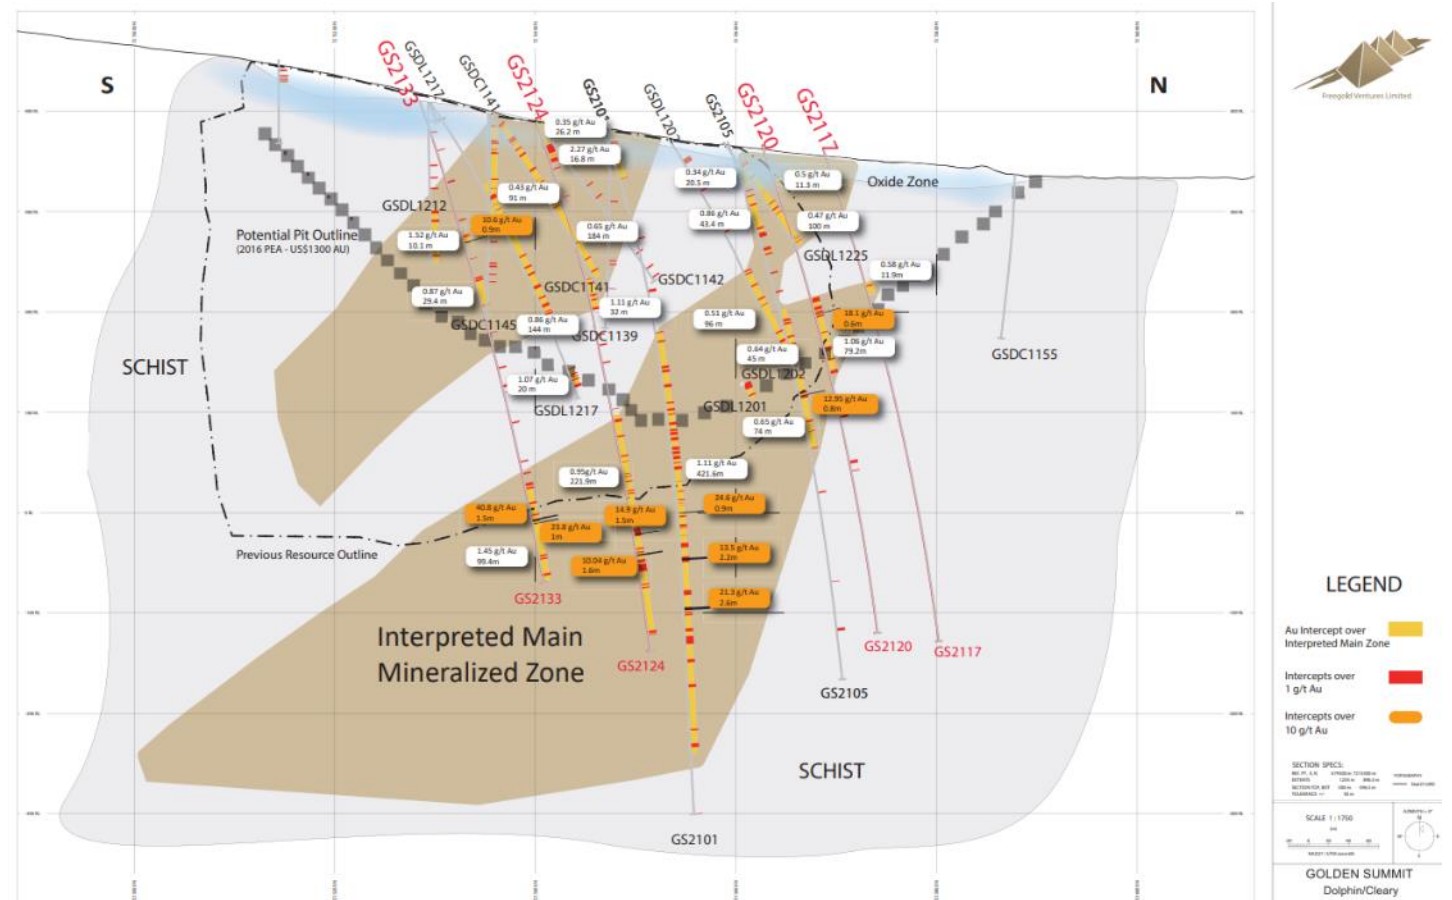 S
N
GS2133
GSDL1217
GSDC1141
GS2124
GSDL1202
GS2105
GS2120
GS2117
Freegold Ventures Limited
0.35 g/t Au
26.2 m
2.27 g/t Au
16.8 m
0.34 g/t Au
20.5 m
0.5 g/t Au
11.3 m
Oxide Zone
0.43 g/t Au
91 m
GSDL1212
10.6 g/t Au
0.9m
0.86 g/t Au
43.4 m
0.47 g/t Au
100 m
Potential Pit Outline
(2016 PEA - US$1300 AU)
1.52 g/t Au
10.1 m
0.65 g/t Au
184 m
GSDL1225
0.58 g/t Au
11.9m
GSDC1142
GSDC1141
0.87 g/t Au
29.4 m
1.11 g/t Au
32 m
0.51 g/t Au
96 m
18.1 g/t Au
0.6m
GSDC1145
0.86 g/t Au
144 m
GSDC1139
0.64 g/t Au
45 m
1.06 g/t Au
79.2m
GSDC1155
SCHIST
GSDL1202
1.07 g/t Au
20 m
GSDL1217
GSDL1201
12.95 g/t Au
0.8m
0.65 g/t Au
74 m
0.95g/t Au
221.9m
1.11 g/t Au
421.6m
40.8 g/t Au
1.5m
14.9 g/t Au
1.5m
24.6 g/t Au
0.9m
23.8 g/t Au
1m
Previous Resource Outline
1.45 g/t Au
99.4m
10.04 g/t Au
1.6m
13.5 g/t Au
2.2m
21.3 g/t Au
2.6m
GS2133
Interpreted Main
Mineralized Zone
GS2124
GS2120
GS2117
GS2105
SCHIST
GS2101
LEGEND
Au Intercept over
Interpreted Main Zone
Intercepts over
1 g/t Au
Intercepts over
10 g/t Au
SECTION SPECS:
SCALE 1 : 1750
GOLDEN SUMMIT
Dolphin/Cleary